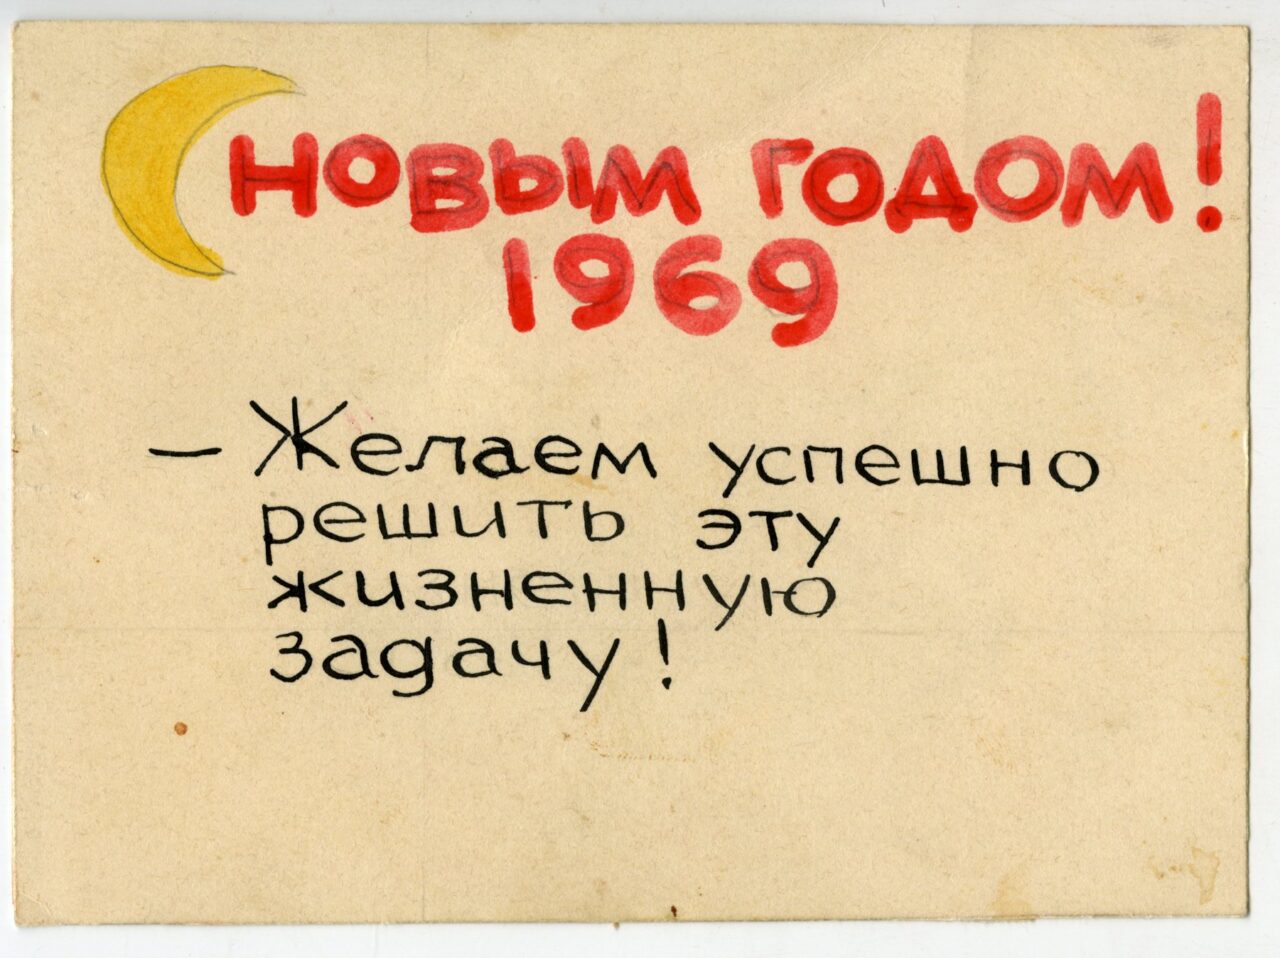 С НОВЫМ ГОДОМ!
1969
– Желаем успешно
решить эту
жизненную
задачу!